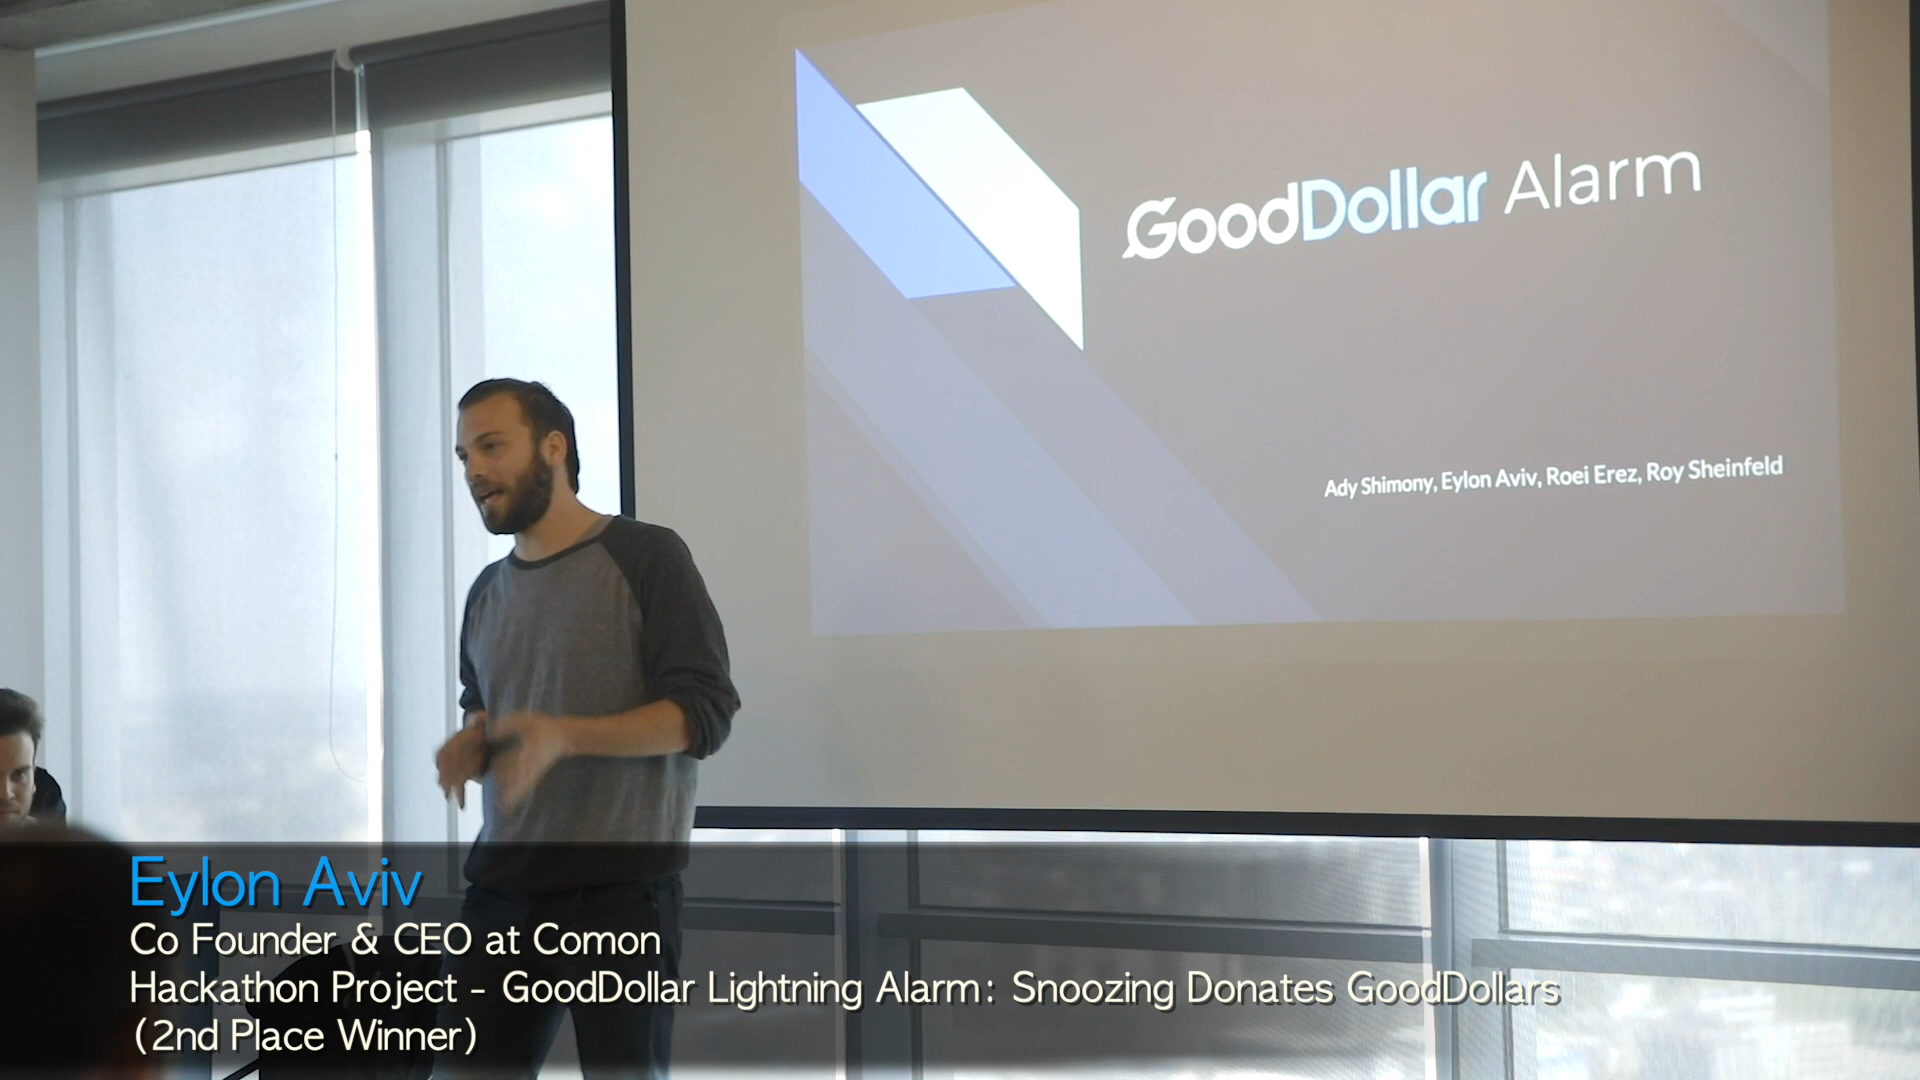 GoodDollar Alarm
Ady Shimony, Eylon Aviv, Roei Erez, Roy Sheinfeld
Eylon Aviv
Co Founder & CEO at Comon
Hackathon Project - GoodDollar Lightning Alarm: Snoozing Donates GoodDollars
(2nd Place Winner)